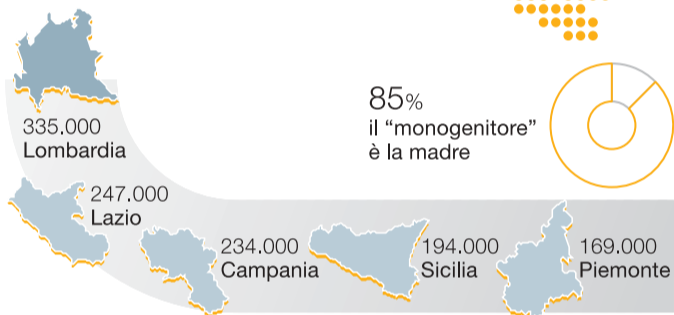 85%
il “monogenitore”
è la madre
335.000
Lombardia
247.000
Lazio
234.000
Campania
194.000
Sicilia
169.000
Piemonte